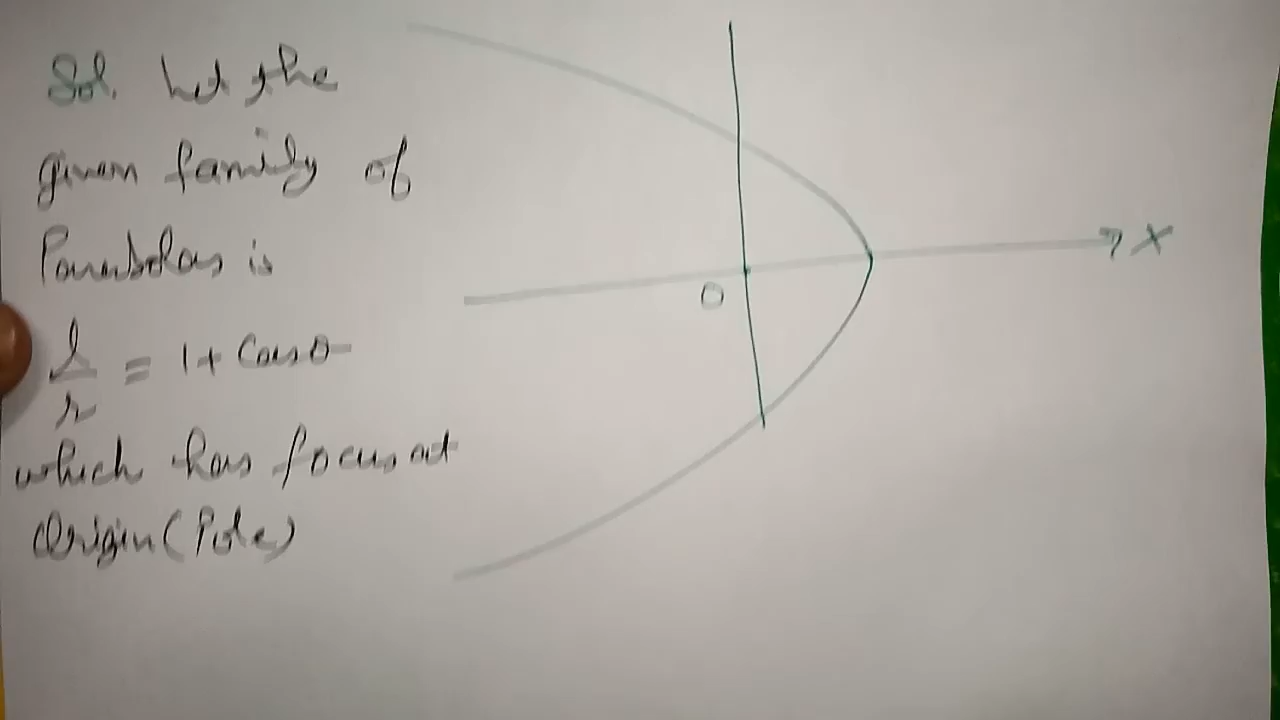 Sol. Let the
given family of
Parabolas is
l/r = 1 + Cosθ
which has focus at
Origin (Pole)
O
X